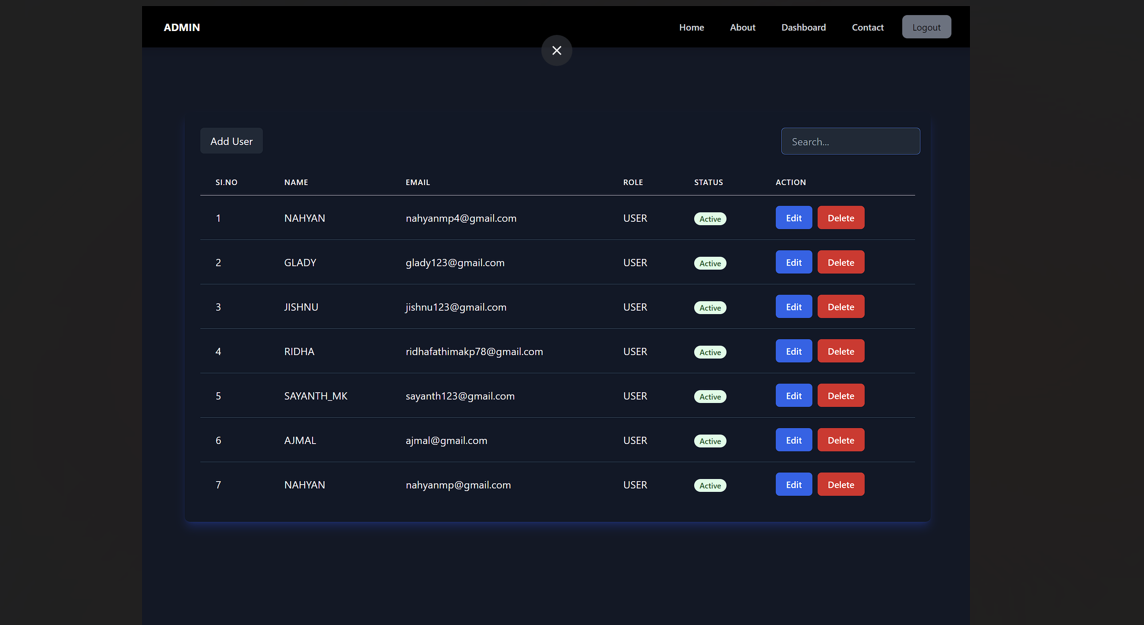 ADMIN Home About Dashboard Contact Logout
Add User Search...
SI.NO NAME EMAIL ROLE STATUS ACTION
1 NAHYAN nahyanmp4@gmail.com USER Active Edit Delete
2 GLADY glady123@gmail.com USER Active Edit Delete
3 JISHNU jishnu123@gmail.com USER Active Edit Delete
4 RIDHA ridhafathimakp78@gmail.com USER Active Edit Delete
5 SAYANTH_MK sayanth123@gmail.com USER Active Edit Delete
6 AJMAL ajmal@gmail.com USER Active Edit Delete
7 NAHYAN nahyanmp@gmail.com USER Active Edit Delete